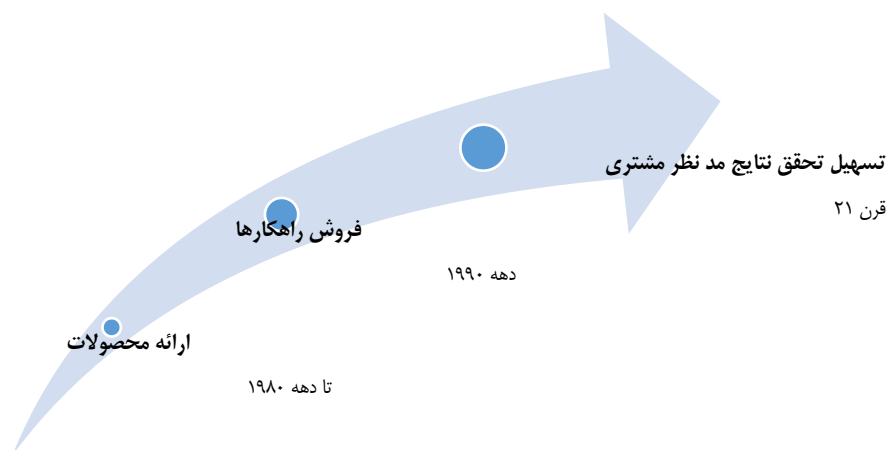 تسهیل تحقق نتایج مد نظر مشتری
قرن ۲۱
فروش راهکارها
دهه ۱۹۹۰
ارائه محصولات
تا دهه ۱۹۸۰